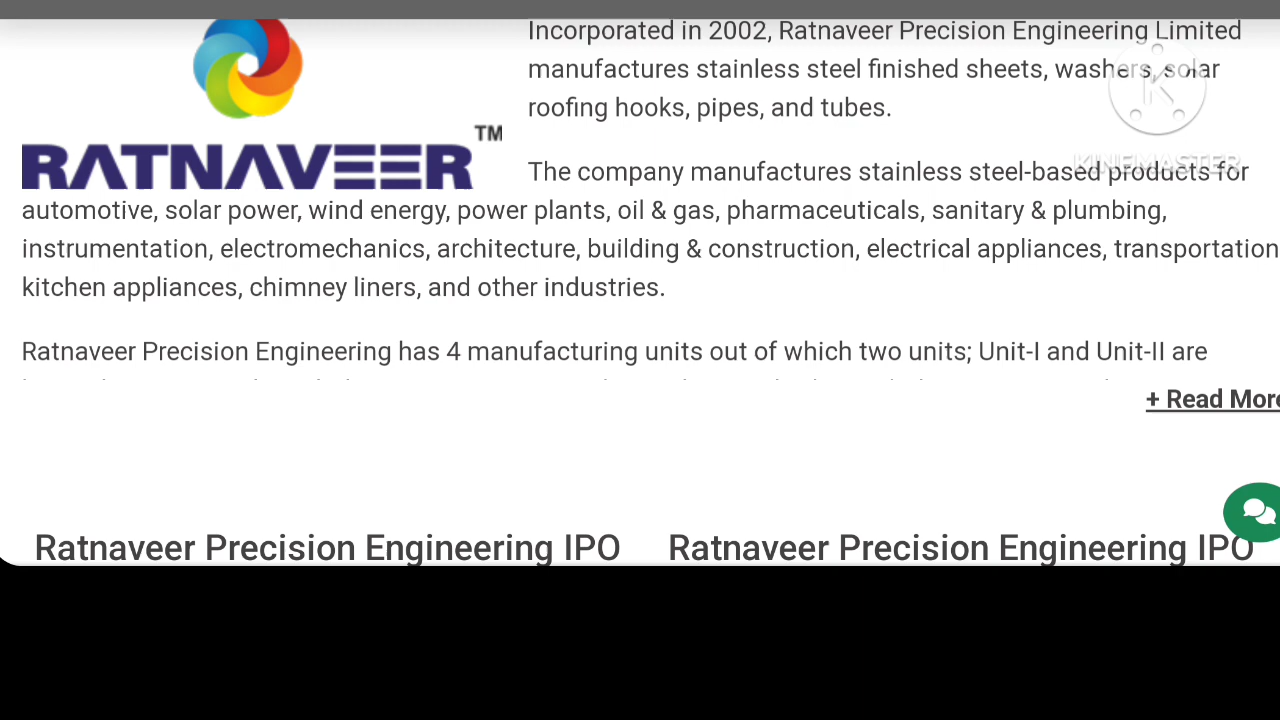 Incorporated in 2002, Ratnaveer Precision Engineering Limited
manufactures stainless steel finished sheets, washers, solar
roofing hooks, pipes, and tubes.
RATNAVEER TM
KINEMASTER
The company manufactures stainless steel-based products for
automotive, solar power, wind energy, power plants, oil & gas, pharmaceuticals, sanitary & plumbing,
instrumentation, electromechanics, architecture, building & construction, electrical appliances, transportation
kitchen appliances, chimney liners, and other industries.
Ratnaveer Precision Engineering has 4 manufacturing units out of which two units; Unit-I and Unit-II are
+ Read More
Ratnaveer Precision Engineering IPO
Ratnaveer Precision Engineering IPO